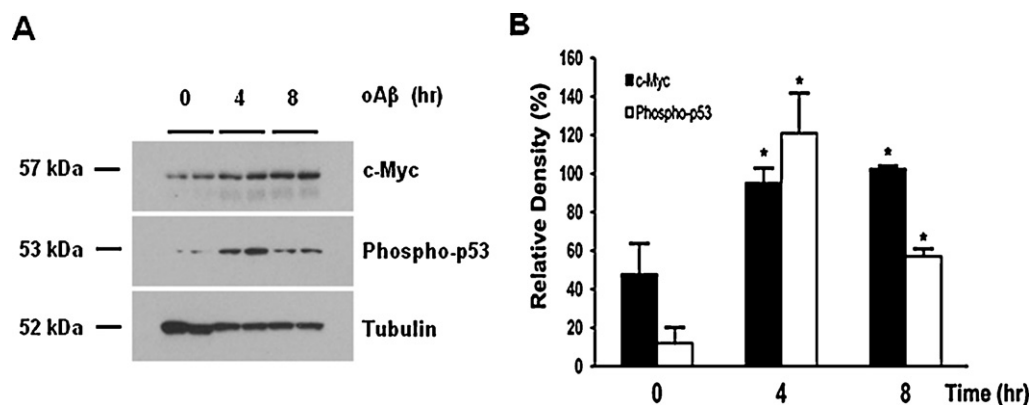 A
0 4 8 oAβ (hr)
57 kDa
c-Myc
53 kDa
Phospho-p53
52 kDa
Tubulin
B
160
140
120
100
80
60
40
20
0
Relative Density (%)
c-Myc
Phospho-p53
*
*
*
*
0 4 8 Time (hr)